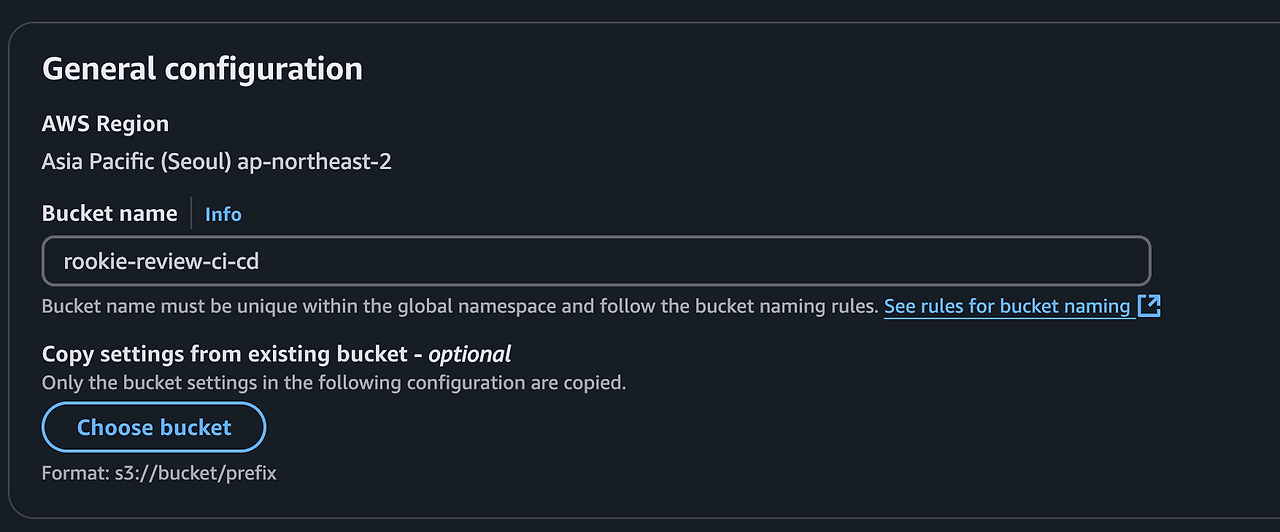 General configuration
AWS Region
Asia Pacific (Seoul) ap-northeast-2
Bucket name Info
rookie-review-ci-cd
Bucket name must be unique within the global namespace and follow the bucket naming rules. See rules for bucket naming
Copy settings from existing bucket - optional
Only the bucket settings in the following configuration are copied.
Choose bucket
Format: s3://bucket/prefix